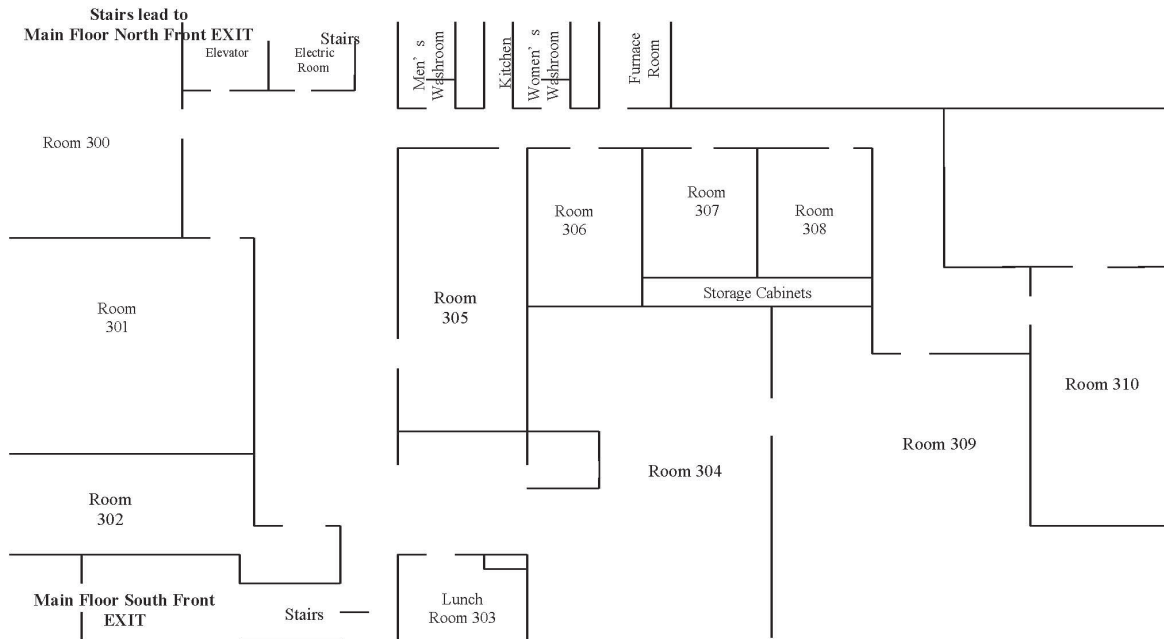 Stairs lead to
Main Floor North Front EXIT
Stairs
Elevator
Electric
Room
Men’ s
Washroom
Kitchen
Women’ s
Washroom
Furnace
Room
Room 300
Room
306
Room
307
Room
308
Storage Cabinets
Room
301
Room
305
Room 310
Room 309
Room 304
Room
302
Main Floor South Front
EXIT
Stairs
Lunch
Room 303